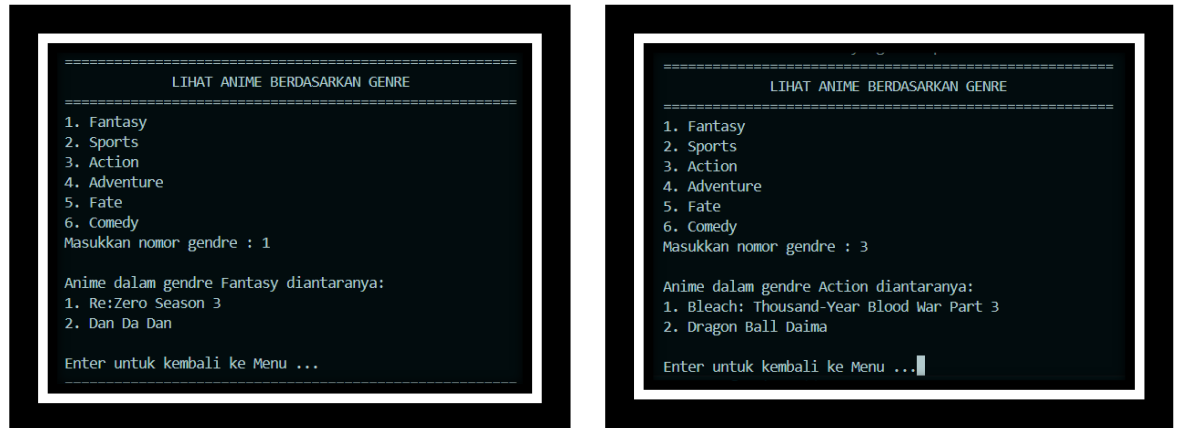 ==================================================
LIHAT ANIME BERDASARKAN GENRE
==================================================
1. Fantasy
2. Sports
3. Action
4. Adventure
5. Fate
6. Comedy
Masukkan nomor gendre : 1
Anime dalam gendre Fantasy diantaranya:
1. Re:Zero Season 3
2. Dan Da Dan
Enter untuk kembali ke Menu ...
==================================================
LIHAT ANIME BERDASARKAN GENRE
==================================================
1. Fantasy
2. Sports
3. Action
4. Adventure
5. Fate
6. Comedy
Masukkan nomor gendre : 3
Anime dalam gendre Action diantaranya:
1. Bleach: Thousand-Year Blood War Part 3
2. Dragon Ball Daima
Enter untuk kembali ke Menu ...